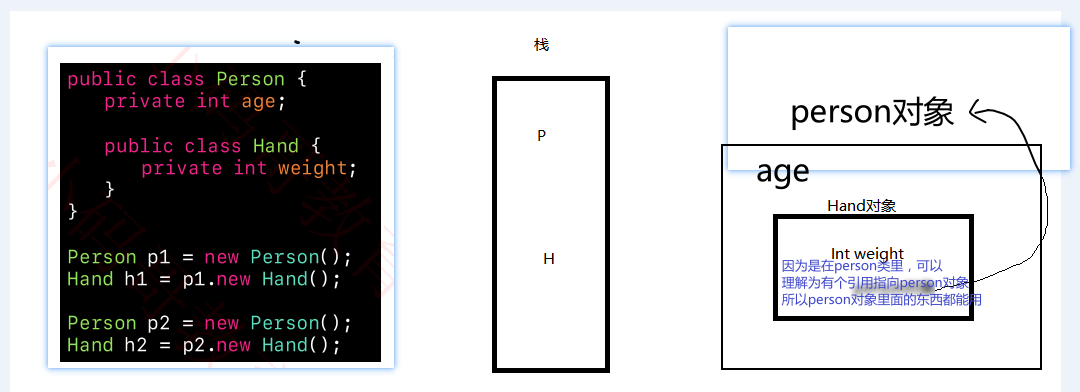 public class Person {
private int age;
public class Hand {
private int weight;
}
}
Person p1 = new Person();
Hand h1 = p1.new Hand();
Person p2 = new Person();
Hand h2 = p2.new Hand();
栈
P
H
person对象
age
Hand对象
Int weight
因为是在person类里，可以
理解为有个引用指向person对象
所以person对象里面的东西都能用